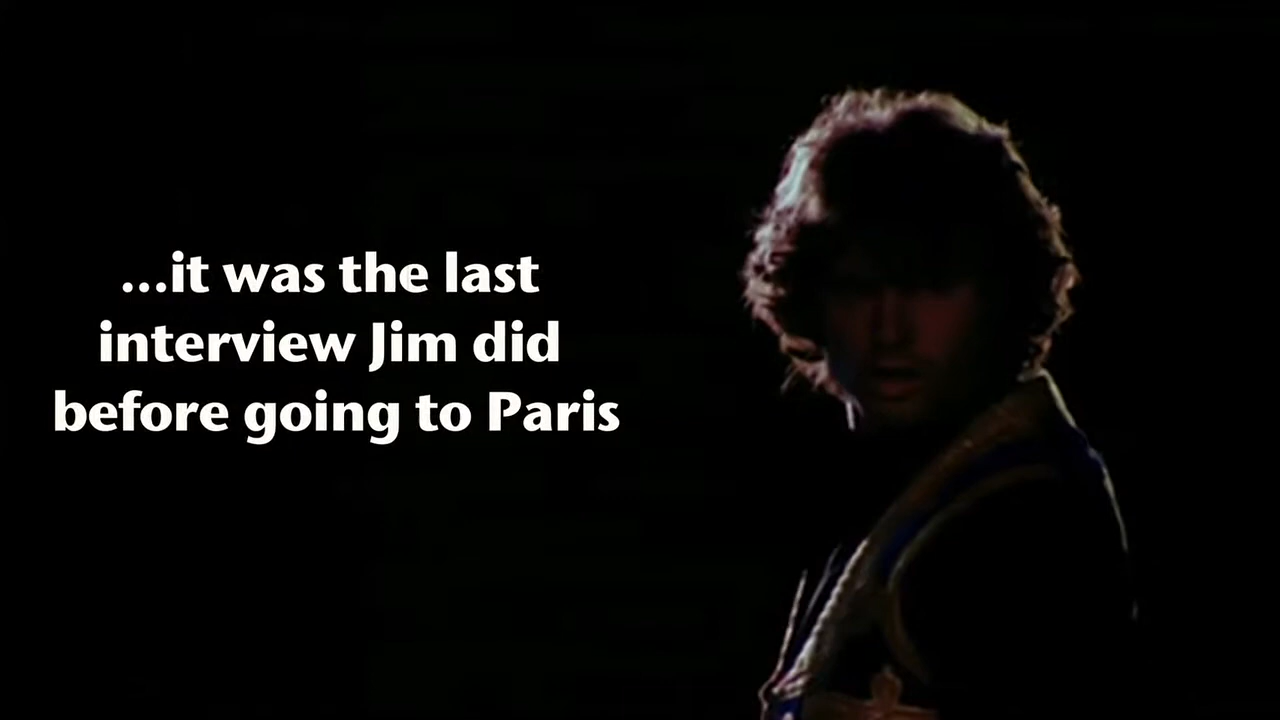 ...it was the last
interview Jim did
before going to Paris